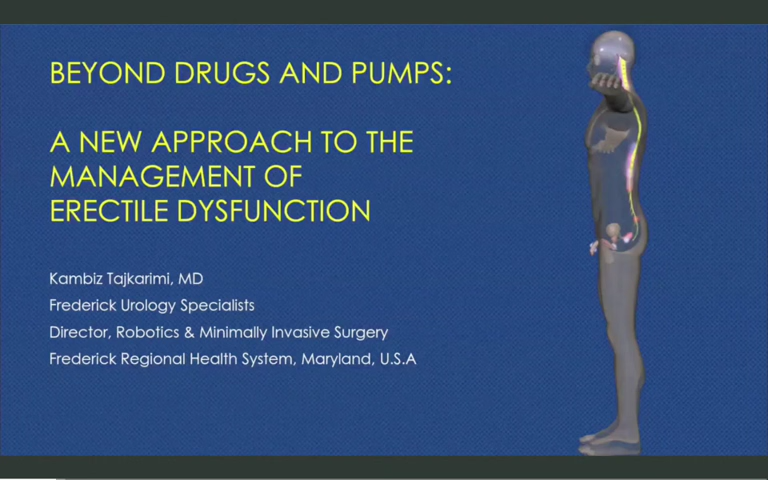 BEYOND DRUGS AND PUMPS:
A NEW APPROACH TO THE
MANAGEMENT OF
ERECTILE DYSFUNCTION
Kambiz Tajkarimi, MD
Frederick Urology Specialists
Director, Robotics & Minimally Invasive Surgery
Frederick Regional Health System, Maryland, U.S.A